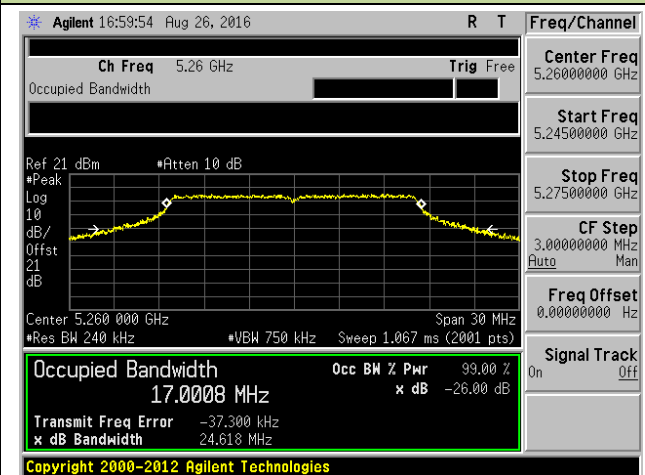 Agilent 16:59:54 Aug 26, 2016 R T
Freq/Channel
Ch Freq 5.26 GHz Trig Free
Occupied Bandwidth
Center Freq
5.26000000 GHz
Start Freq
5.24500000 GHz
Stop Freq
5.27500000 GHz
CF Step
3.00000000 MHz
Auto Man
Freq Offset
0.00000000 Hz
Signal Track
On Off
Ref 21 dBm #Atten 10 dB
#Peak
Log
10
dB/
Offst
21
dB
Center 5.260 000 GHz Span 30 MHz
#Res BW 240 kHz #VBW 750 kHz Sweep 1.067 ms (2001 pts)
Occupied Bandwidth Occ BW % Pwr 99.00 %
17.0008 MHz x dB -26.00 dB
Transmit Freq Error -37.300 kHz
x dB Bandwidth 24.618 MHz
Copyright 2000-2012 Agilent Technologies